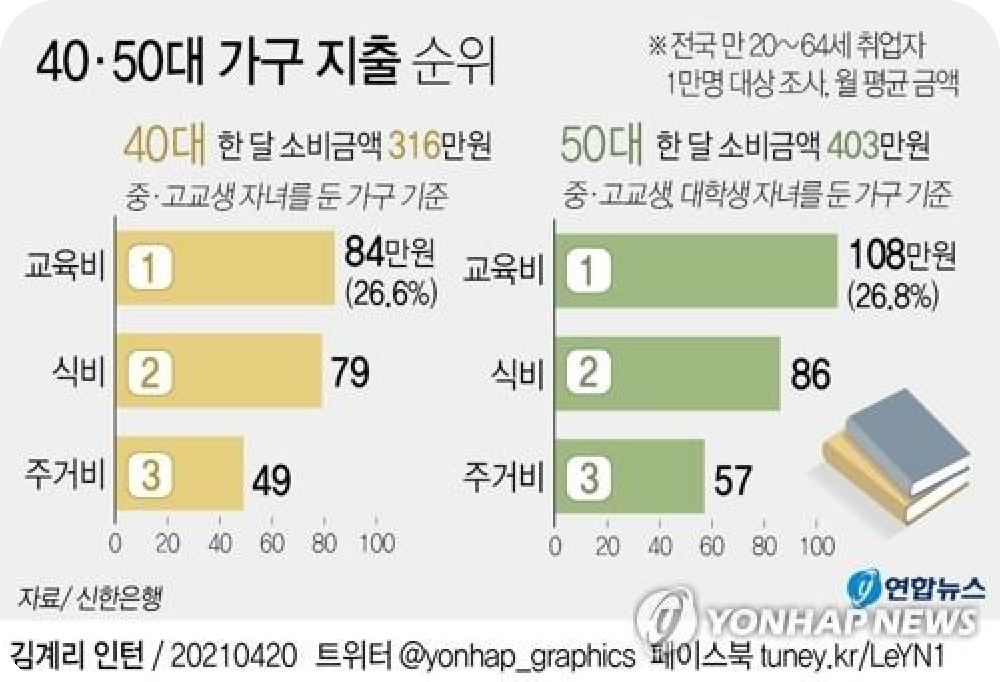 40·50대 가구 지출 순위
※ 전국 만 20~64세 취업자
1만명 대상 조사, 월 평균 금액
40대 한 달 소비금액 316만원
중·고교생 자녀를 둔 가구 기준
교육비 1 84만원
(26.6%)
식비 2 79
주거비 3 49
0 20 40 60 80 100
50대 한 달 소비금액 403만원
중·고교생, 대학생 자녀를 둔 가구 기준
교육비 1 108만원
(26.8%)
식비 2 86
주거비 3 57
0 20 40 60 80 100
자료/ 신한은행
연합뉴스
YONHAP NEWS
김계리 인턴 / 20210420 트위터 @yonhap_graphics 페이스북 tuney.kr/LeYN1